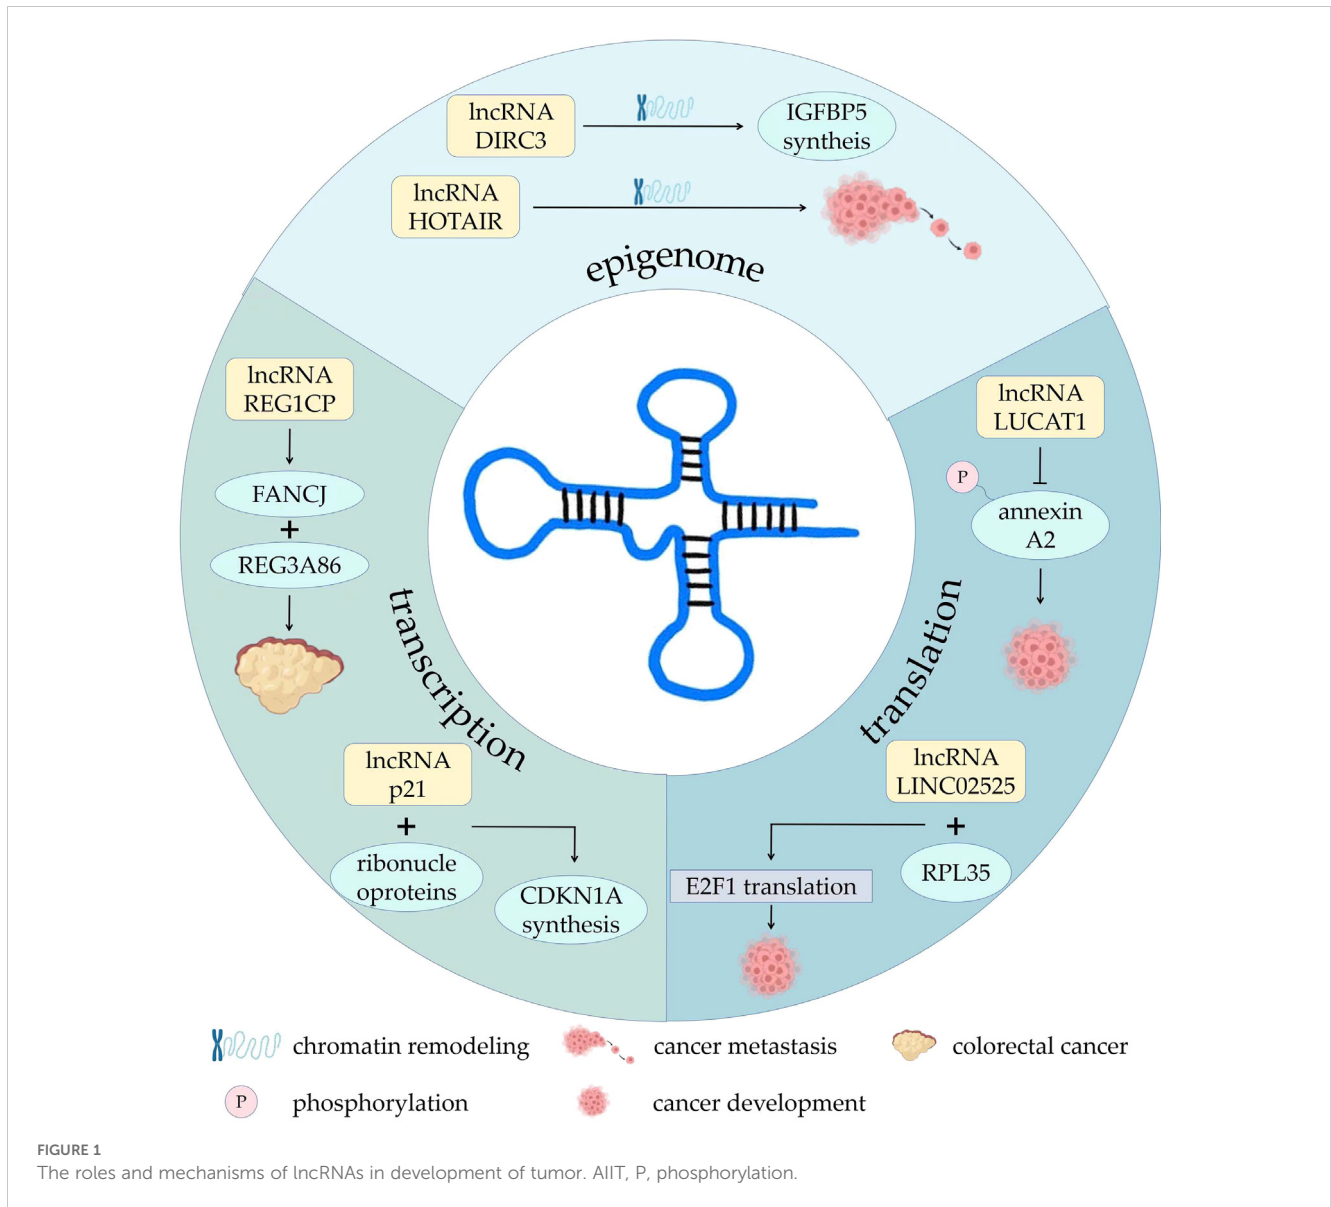 lncRNA
DIRC3
IGFBP5
syntheis
lncRNA
HOTAIR
epigenome
lncRNA
REG1CP
FANCJ
+
REG3A86
transcription
lncRNA
p21
+
ribonucle
oproteins
CDKN1A
synthesis
lncRNA
LUCAT1
P
annexin
A2
translation
lncRNA
LINC02525
+
RPL35
E2F1 translation
chromatin remodeling
cancer metastasis
colorectal cancer
P
phosphorylation
cancer development
FIGURE 1
The roles and mechanisms of lncRNAs in development of tumor. AIIT, P, phosphorylation.